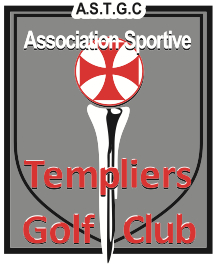 A.S.T.G.C
Association Sportive
Templiers
Golf Club